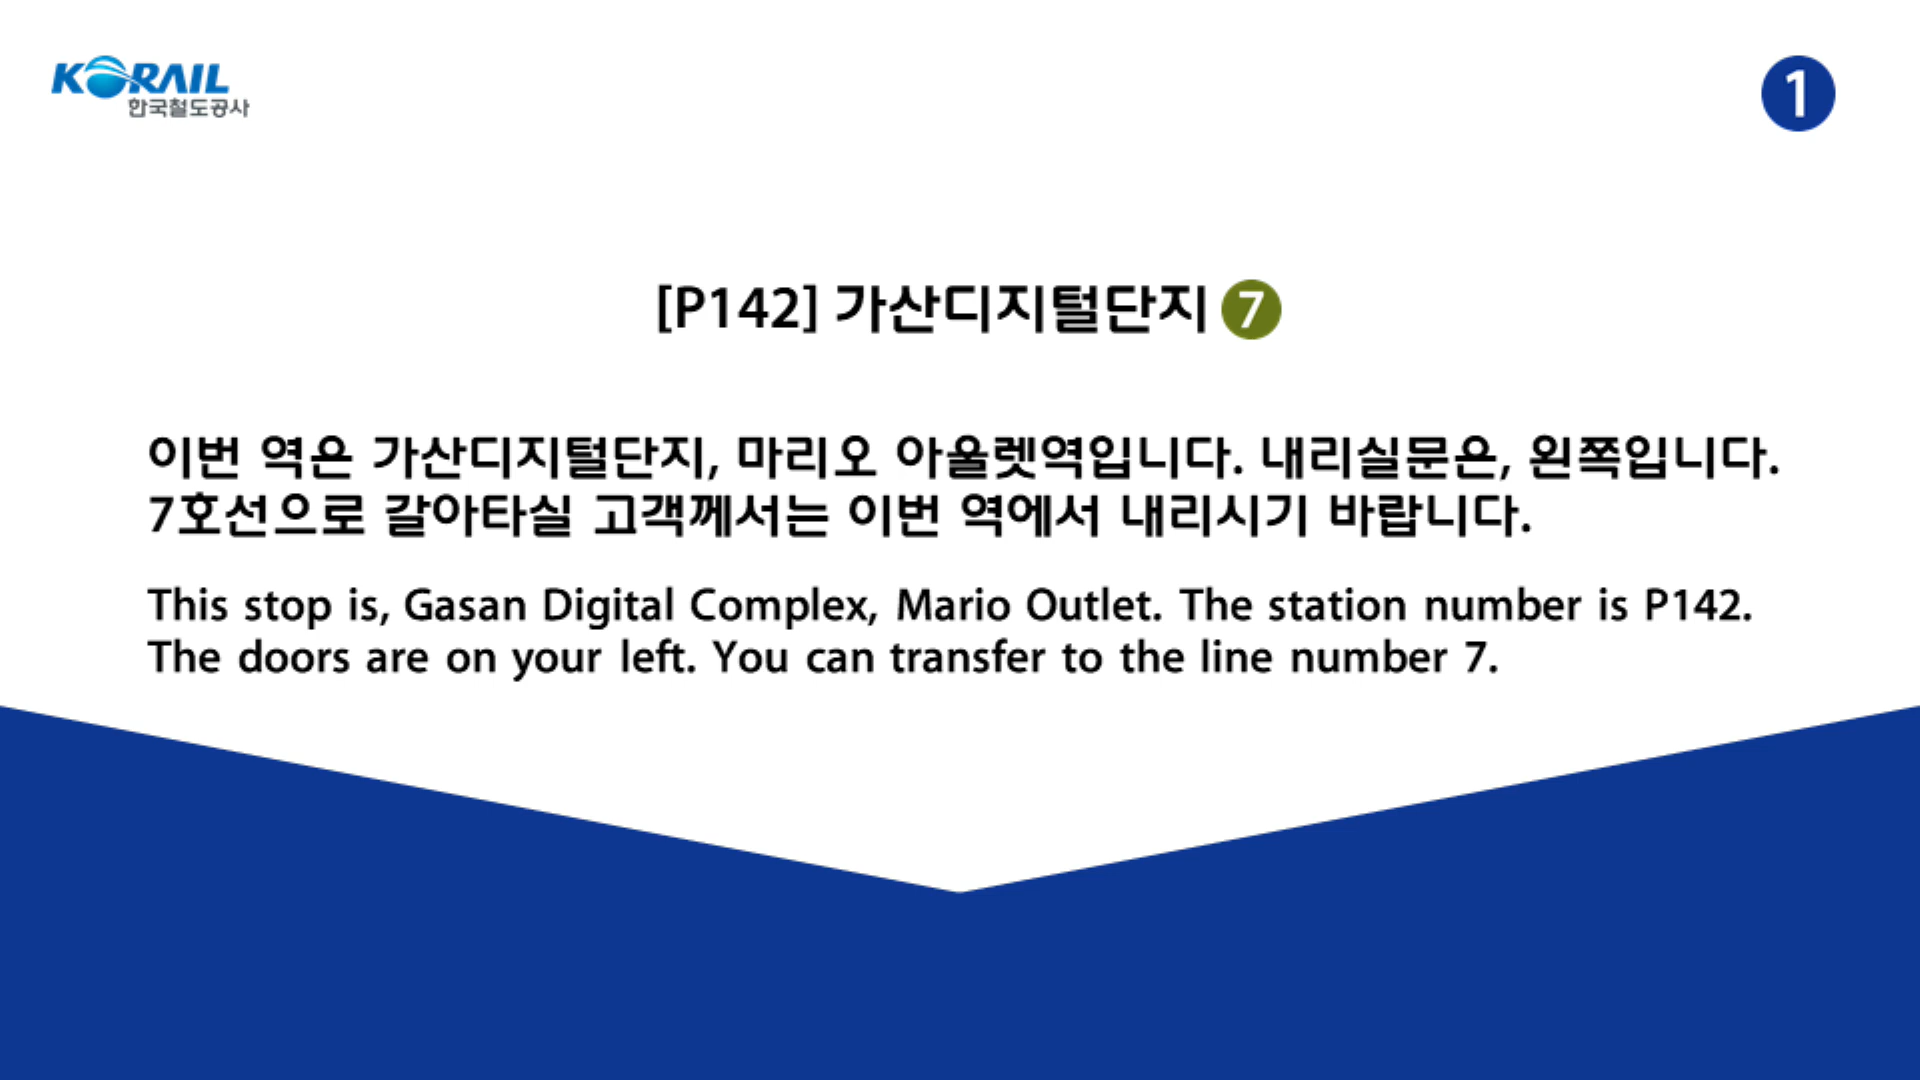 KORAIL
한국철도공사
1
[P142] 가산디지털단지 7
이번 역은 가산디지털단지, 마리오 아울렛역입니다. 내리실문은, 왼쪽입니다.
7호선으로 갈아타실 고객께서는 이번 역에서 내리시기 바랍니다.
This stop is, Gasan Digital Complex, Mario Outlet. The station number is P142.
The doors are on your left. You can transfer to the line number 7.